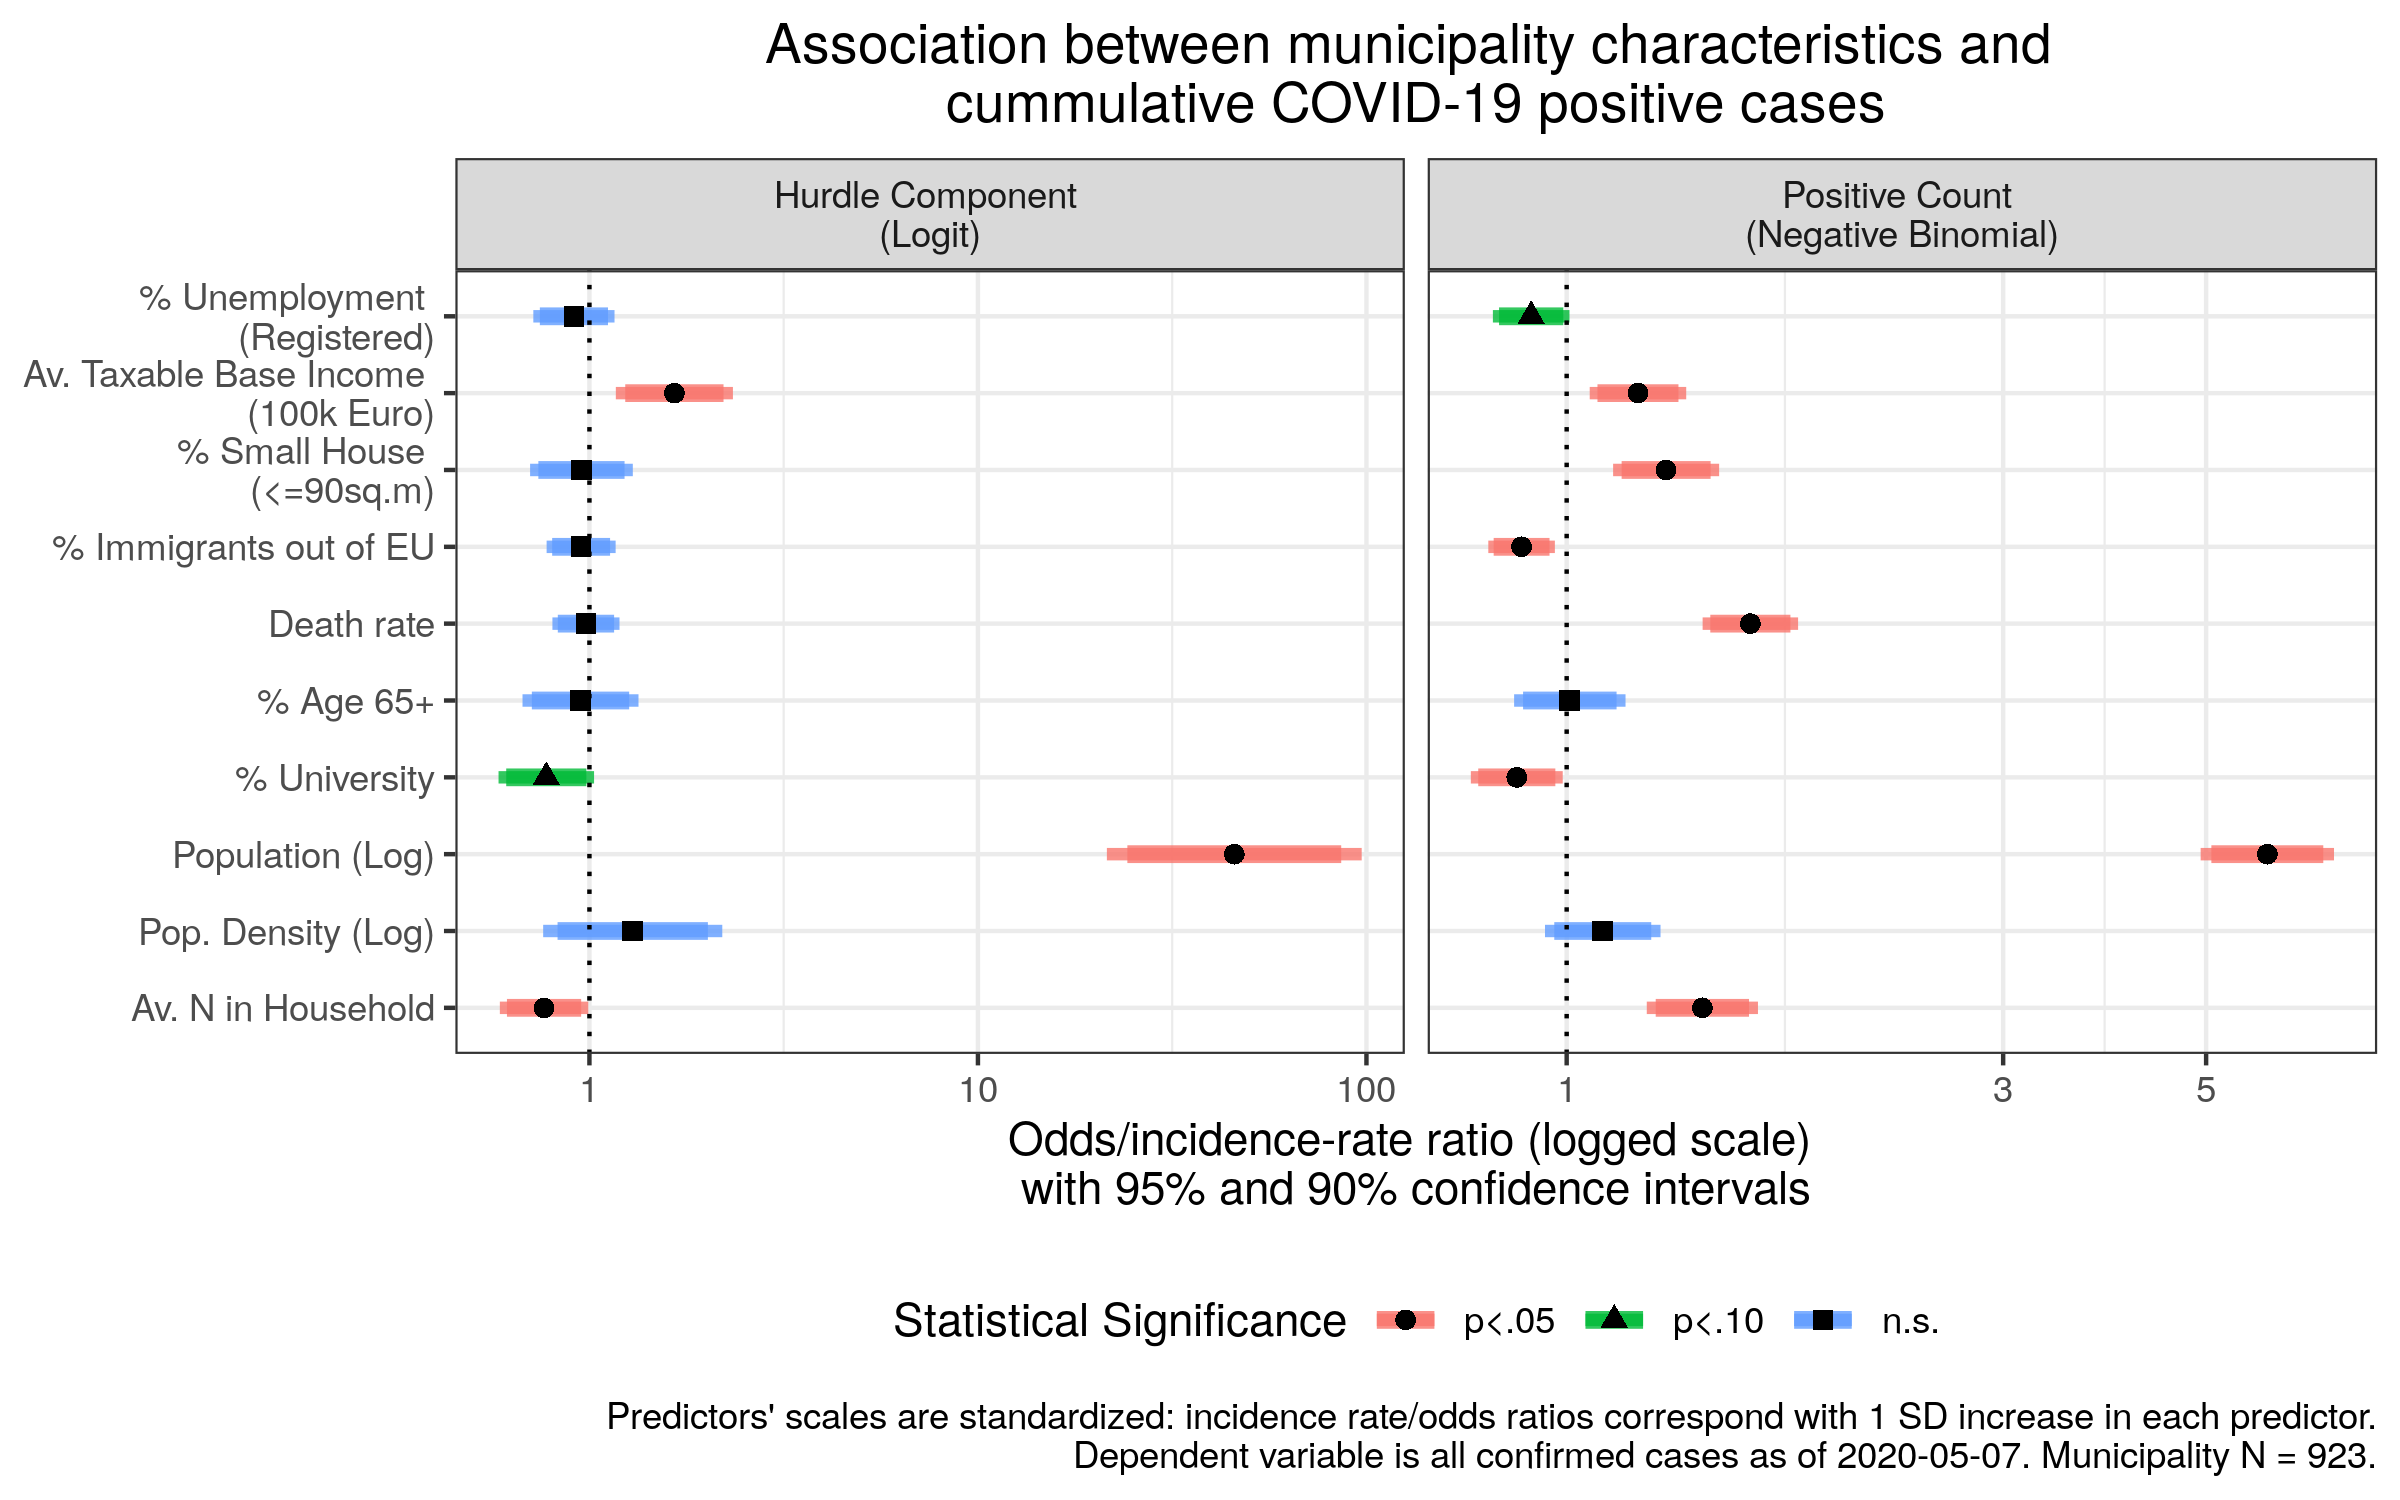 Association between municipality characteristics and
cummulative COVID-19 positive cases
Hurdle Component
(Logit)
Positive Count
(Negative Binomial)
% Unemployment
(Registered)
Av. Taxable Base Income
(100k Euro)
% Small House
(<=90sq.m)
% Immigrants out of EU
Death rate
% Age 65+
% University
Population (Log)
Pop. Density (Log)
Av. N in Household
1 10 100 1 3 5
Odds/incidence-rate ratio (logged scale)
with 95% and 90% confidence intervals
Statistical Significance p<.05 p<.10 n.s.
Predictors' scales are standardized: incidence rate/odds ratios correspond with 1 SD increase in each predictor.
Dependent variable is all confirmed cases as of 2020-05-07. Municipality N = 923.